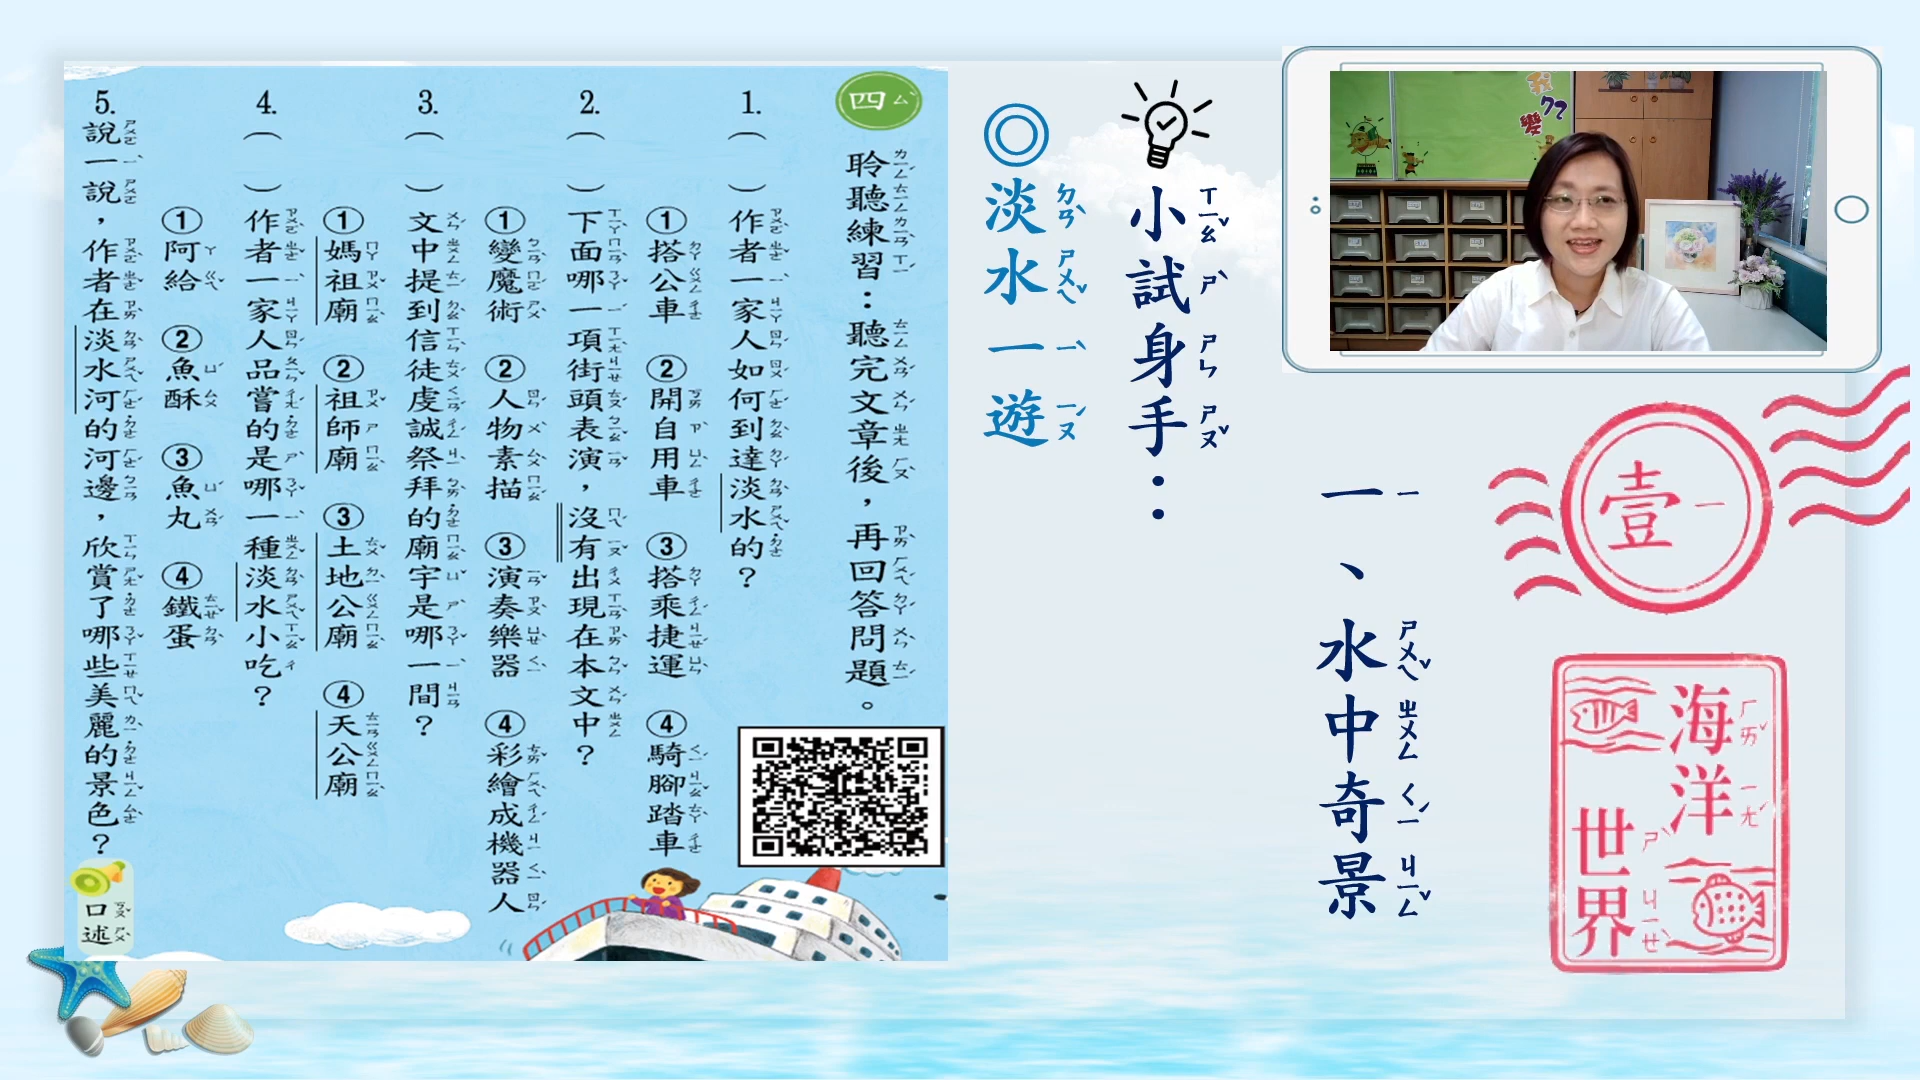 壹
海洋
世界
一、水中奇景
小試身手：
◎淡水一遊
四
聆聽練習：聽完文章後，再回答問題。
1.（　）作者一家人如何到達淡水的？
①搭公車 ②開自用車 ③搭乘捷運 ④騎腳踏車
2.（　）下面哪一項街頭表演，沒有出現在本文中？
①變魔術 ②人物素描 ③演奏樂器 ④彩繪成機器人
3.（　）文中提到信徒虔誠祭拜的廟宇是哪一間？
①媽祖廟 ②祖師廟 ③土地公廟 ④天公廟
4.（　）作者一家人品嘗的是哪一種淡水小吃？
①阿給 ②魚酥 ③魚丸 ④鐵蛋
5.說一說，作者在淡水河的河邊，欣賞了哪些美麗的景色？
口述